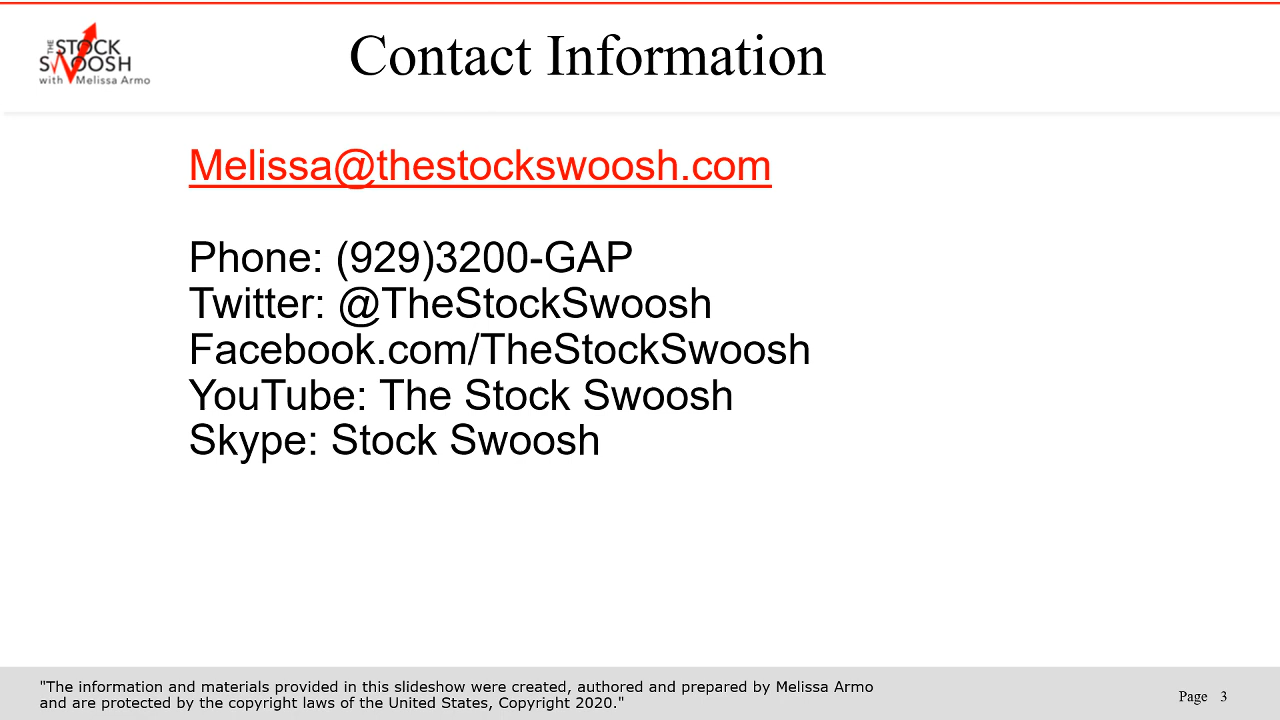 THE STOCK
SWOOSH
with Melissa Armo
Contact Information
Melissa@thestockswoosh.com
Phone: (929)3200-GAP
Twitter: @TheStockSwoosh
Facebook.com/TheStockSwoosh
YouTube: The Stock Swoosh
Skype: Stock Swoosh
"The information and materials provided in this slideshow were created, authored and prepared by Melissa Armo
and are protected by the copyright laws of the United States, Copyright 2020."
Page 3